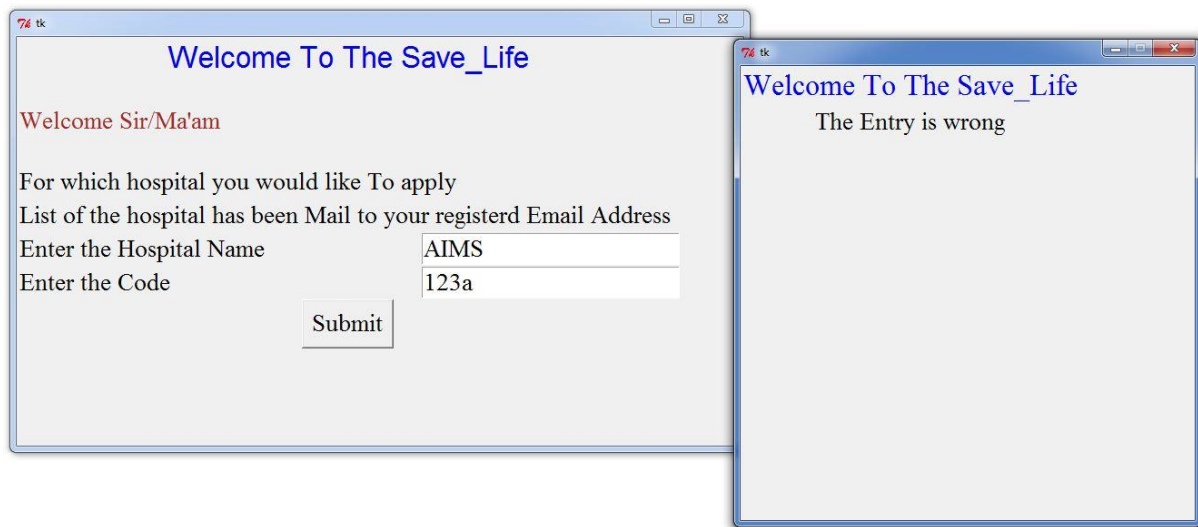 tk
Welcome To The Save_Life
Welcome Sir/Ma'am
For which hospital you would like To apply
List of the hospital has been Mail to your registerd Email Address
Enter the Hospital Name AIMS
Enter the Code 123a
Submit
tk
Welcome To The Save_Life
The Entry is wrong